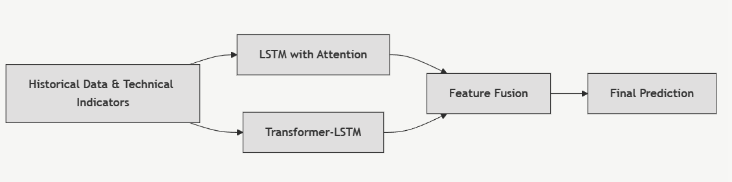 Historical Data & Technical
Indicators
LSTM with Attention
Transformer-LSTM
Feature Fusion
Final Prediction